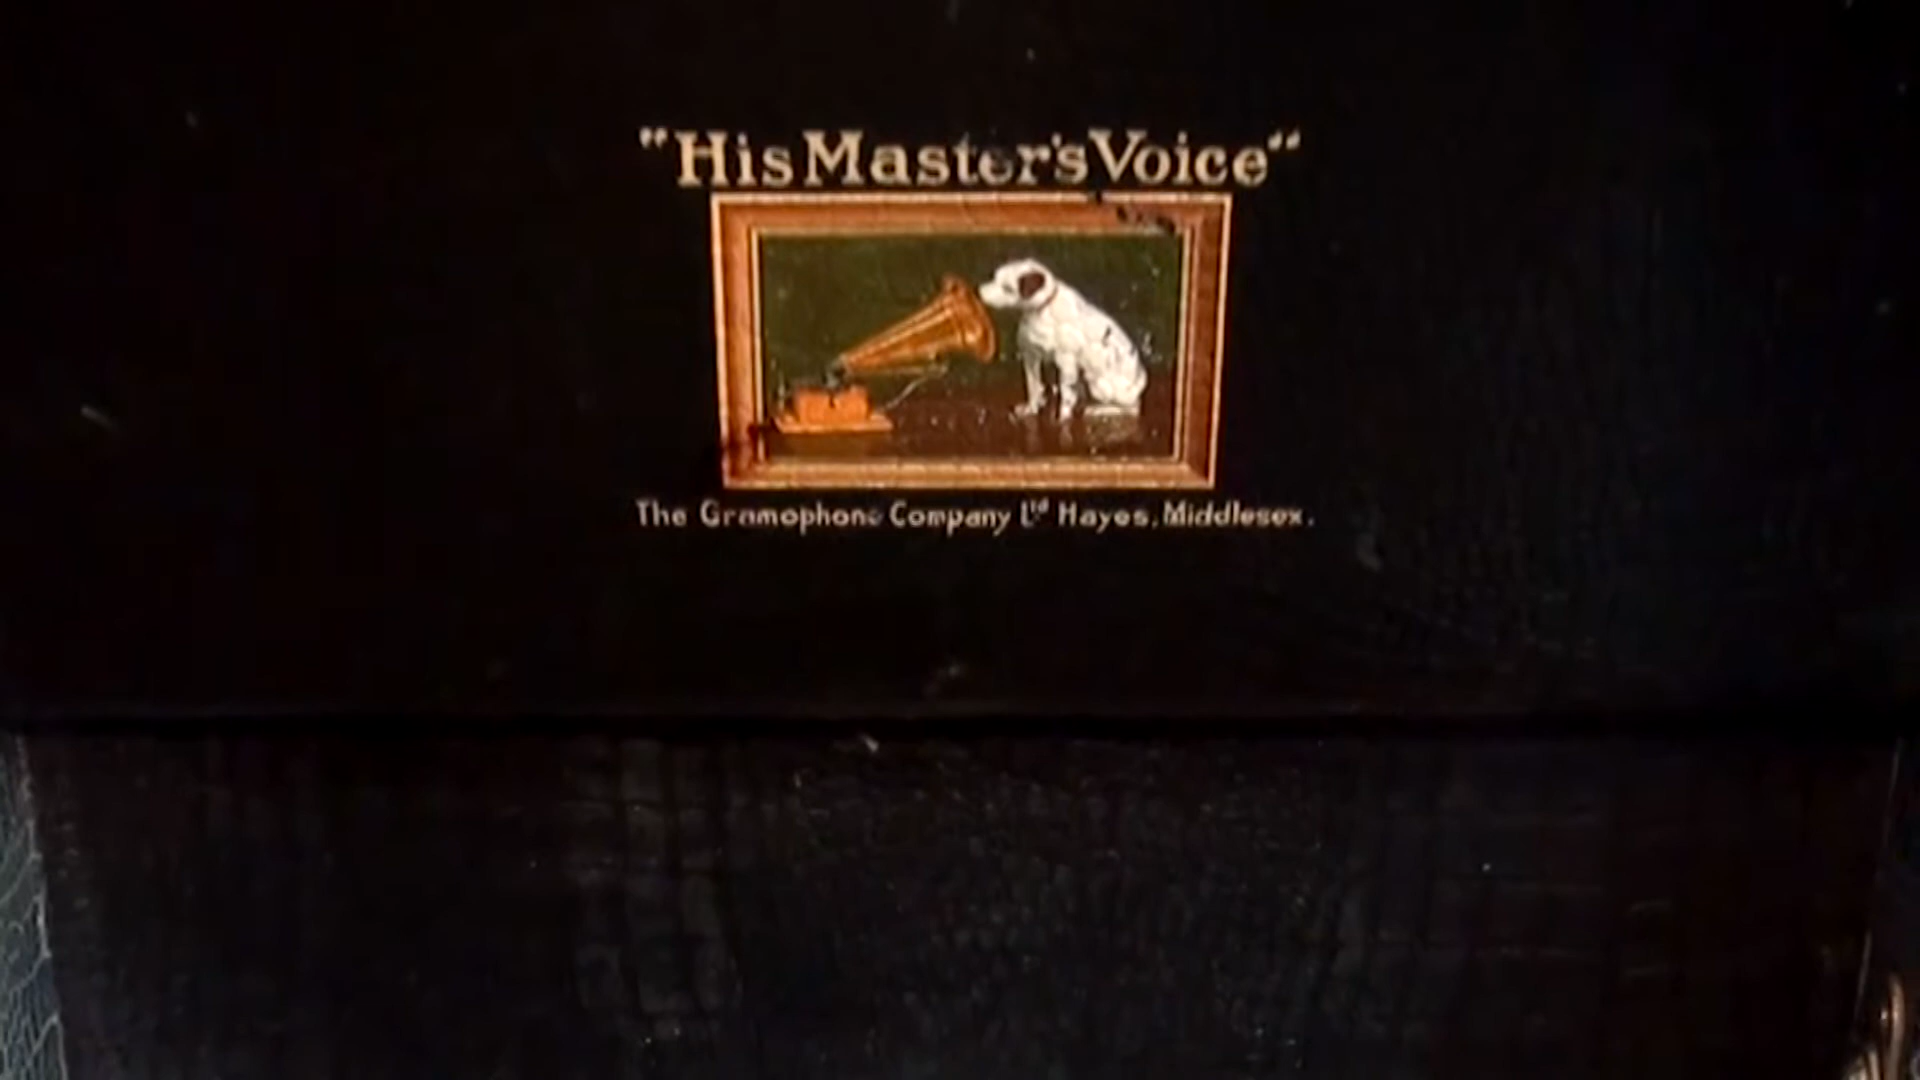 "His Master's Voice"
The Gramophone Company Ltd Hayes, Middlesex.